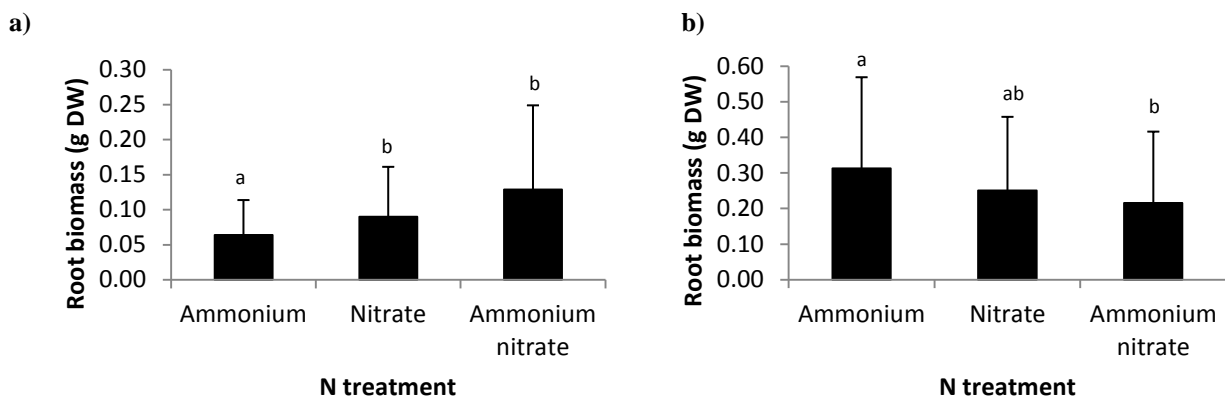 a)
Root biomass (g DW)
0.30
0.25
0.20
0.15
0.10
0.05
0.00
a
b
b
Ammonium
Nitrate
Ammonium
nitrate
N treatment
b)
Root biomass (g DW)
0.60
0.50
0.40
0.30
0.20
0.10
0.00
a
ab
b
Ammonium
Nitrate
Ammonium
nitrate
N treatment